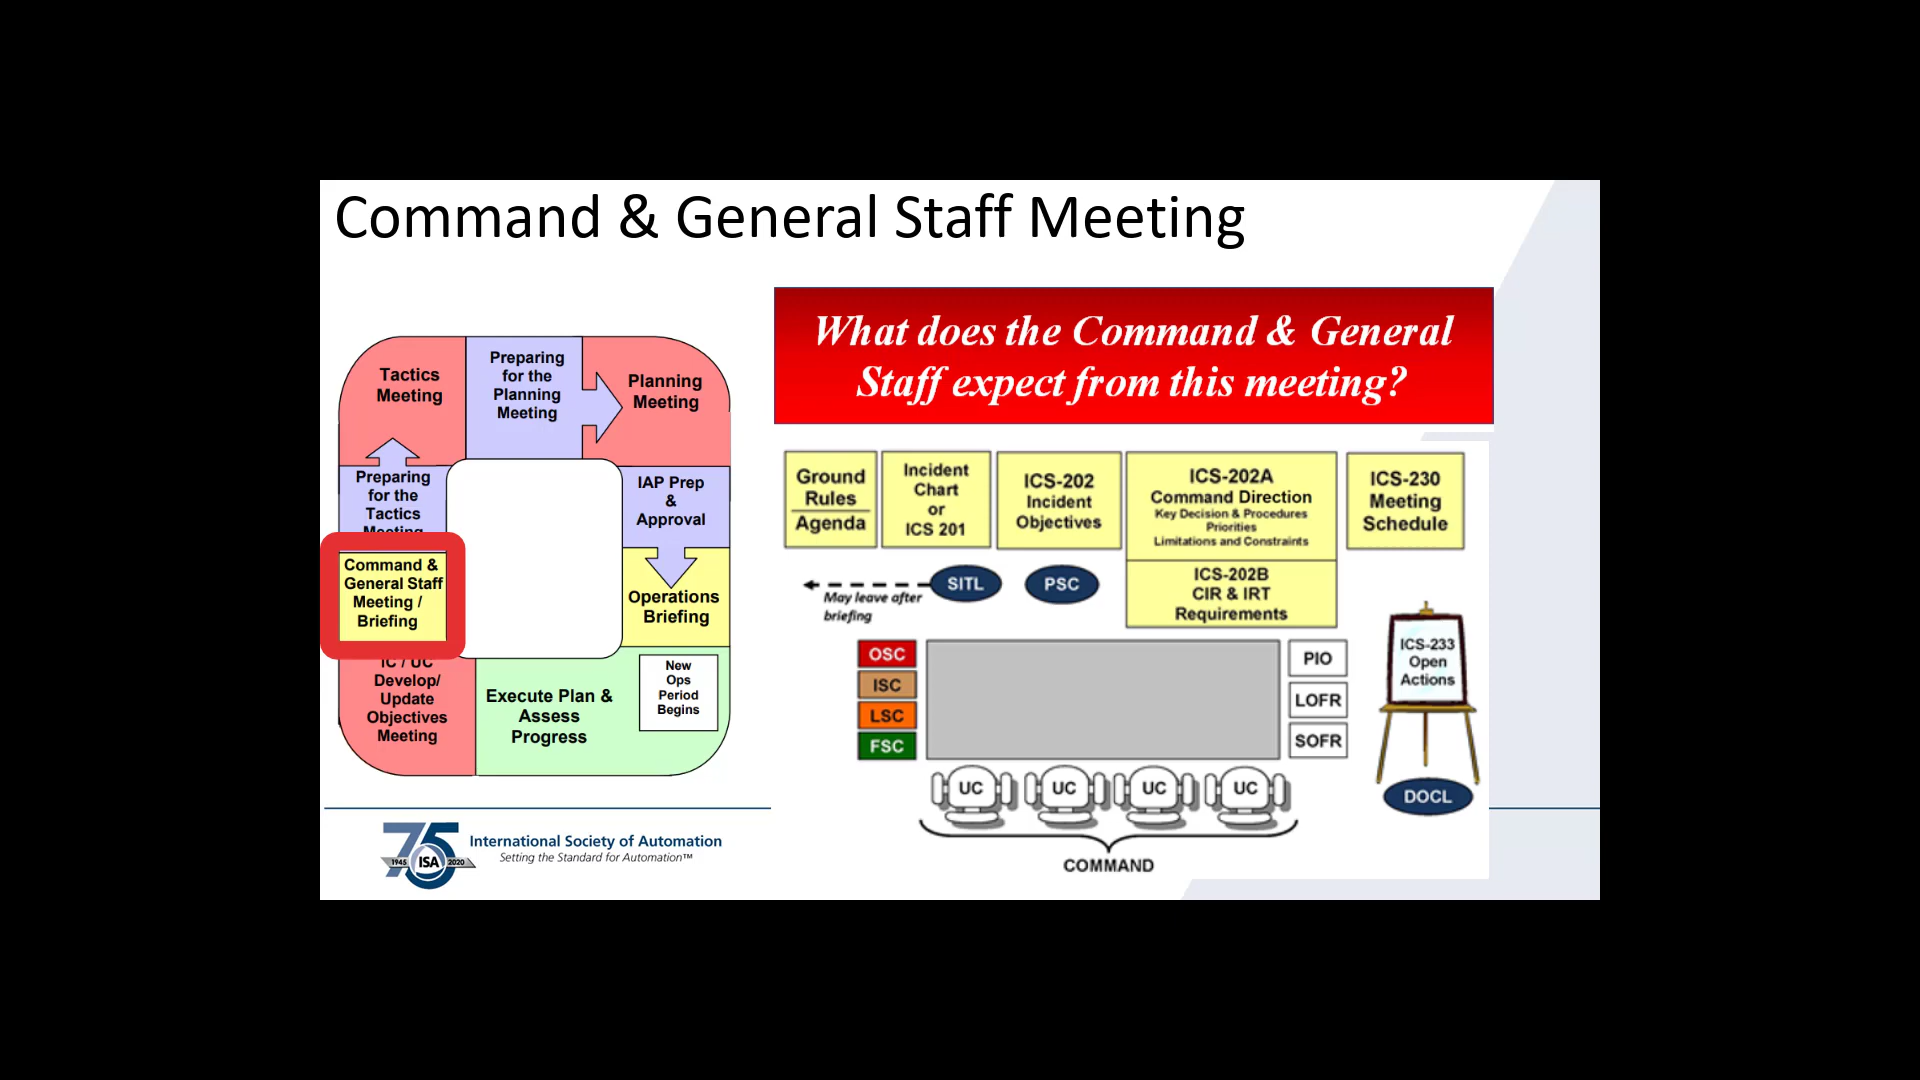 Command & General Staff Meeting
What does the Command & General
Staff expect from this meeting?
Tactics
Meeting
Preparing
for the
Planning
Meeting
Planning
Meeting
Preparing
for the
Tactics
Meeting
IAP Prep
&
Approval
Command &
General Staff
Meeting /
Briefing
Operations
Briefing
IC / UC
Develop/
Update
Objectives
Meeting
Execute Plan &
Assess
Progress
New
Ops
Period
Begins
Ground
Rules
Agenda
Incident
Chart
or
ICS 201
ICS-202
Incident
Objectives
ICS-202A
Command Direction
Key Decision & Procedures
Priorities
Limitations and Constraints
ICS-202B
CIR & IRT
Requirements
ICS-230
Meeting
Schedule
SITL
PSC
May leave after
briefing
OSC
ISC
LSC
FSC
PIO
LOFR
SOFR
ICS-233
Open
Actions
DOCL
UC
UC
UC
UC
COMMAND
75
1945 ISA 2020
International Society of Automation
Setting the Standard for Automation™